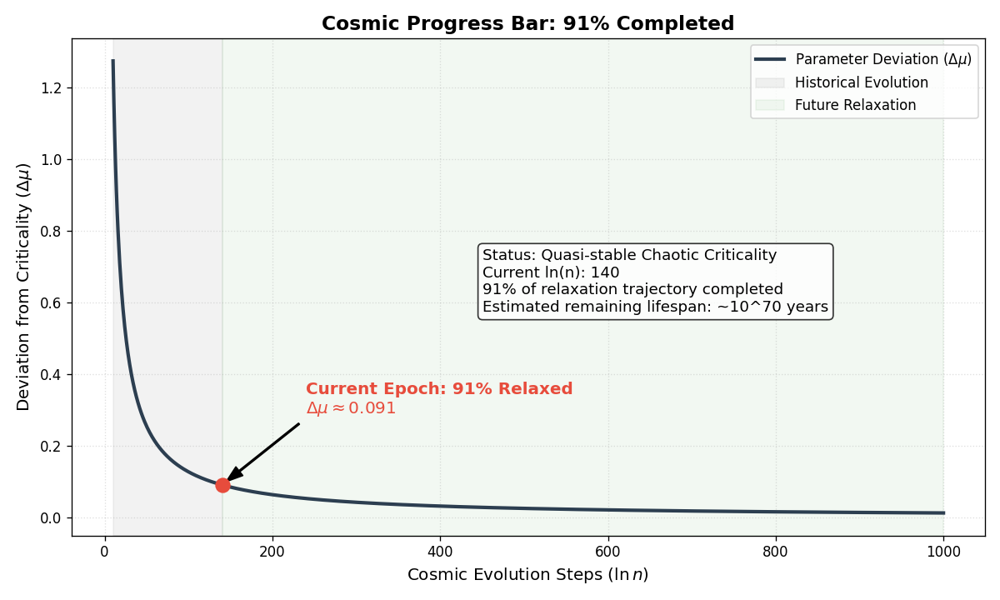 Cosmic Progress Bar: 91% Completed
Parameter Deviation (Δμ)
Historical Evolution
Future Relaxation
Deviation from Criticality (Δμ)
1.2
1.0
0.8
0.6
0.4
0.2
0.0
Status: Quasi-stable Chaotic Criticality
Current ln(n): 140
91% of relaxation trajectory completed
Estimated remaining lifespan: ~10^70 years
Current Epoch: 91% Relaxed
Δμ ≈ 0.091
0
200
400
600
800
1000
Cosmic Evolution Steps (ln n)